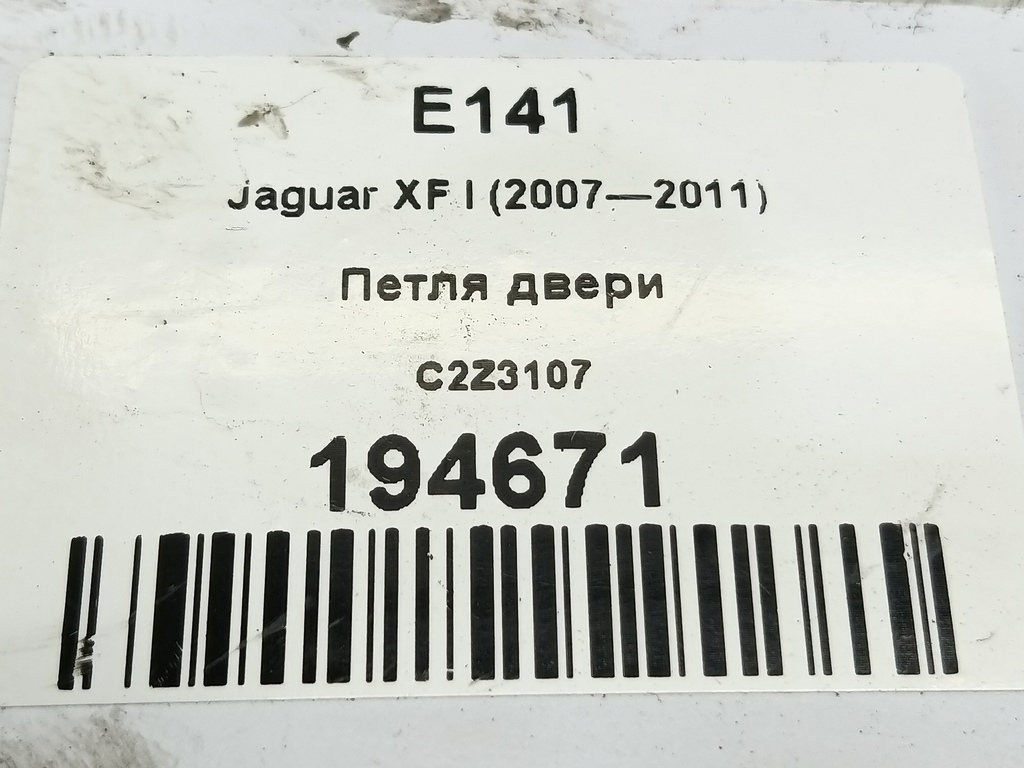 E141
Jaguar XF I (2007—2011)
Петля двери
C2Z3107
194671